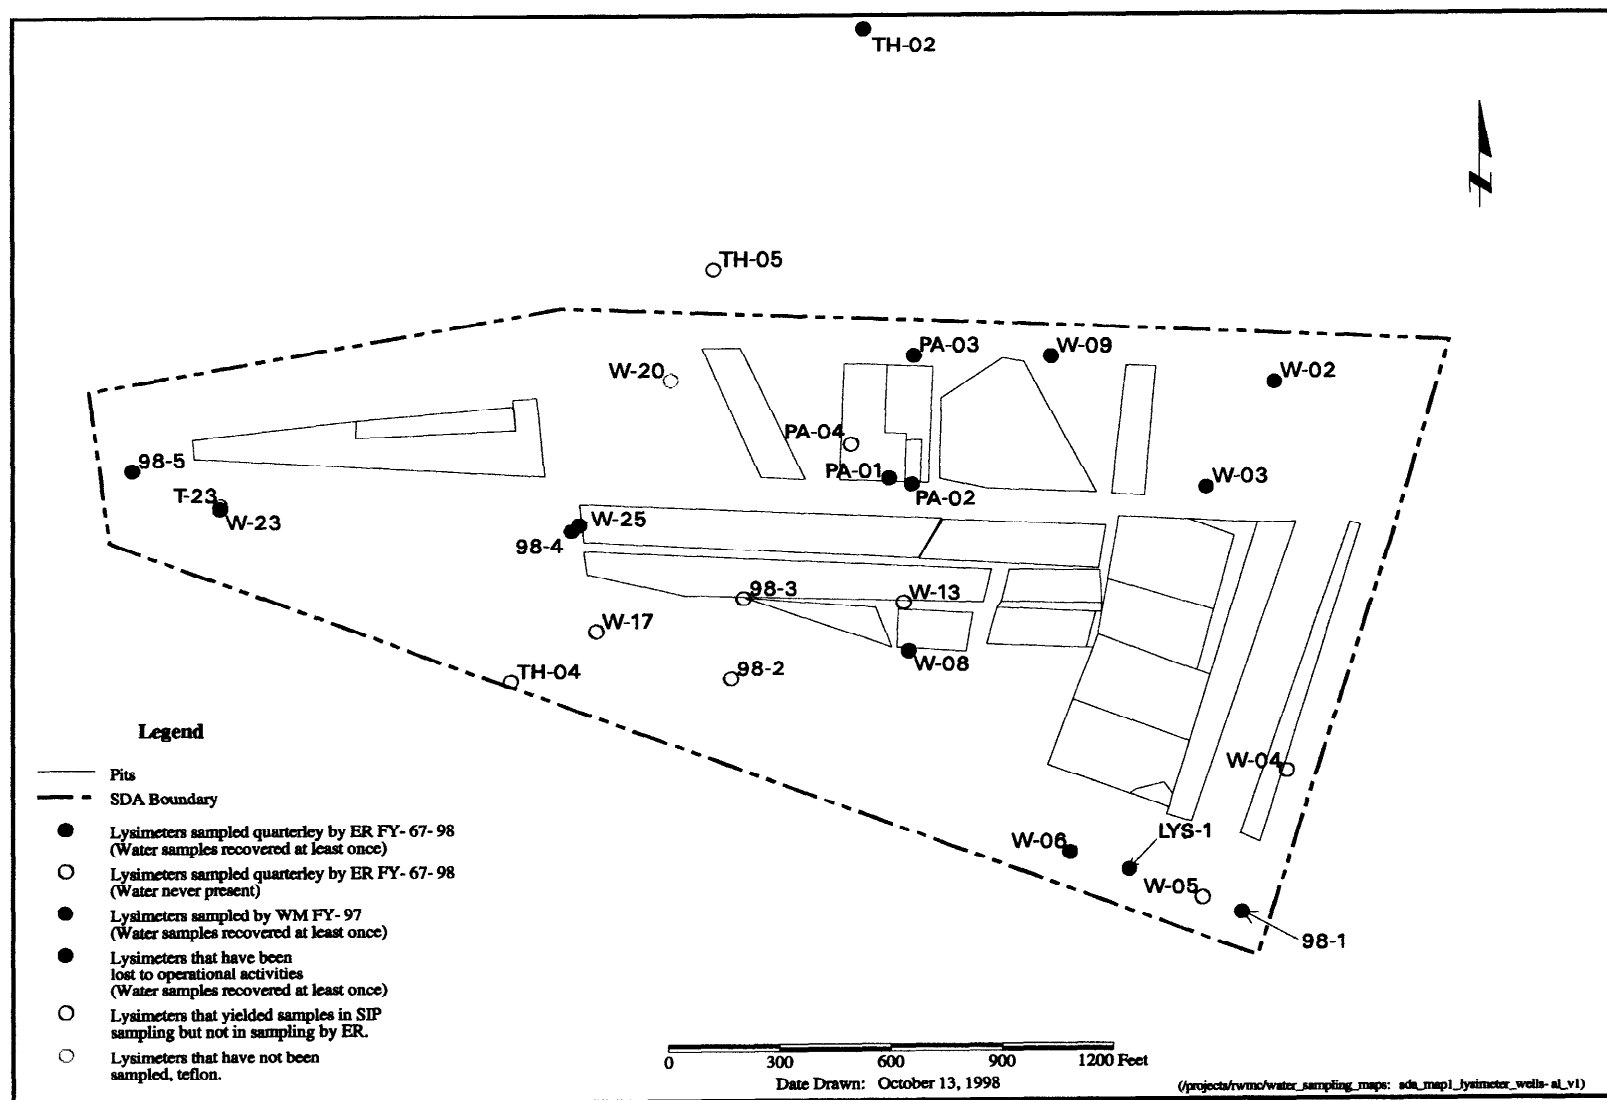 TH-02
N
TH-05
PA-03
W-09
W-20
W-02
PA-04
98-5
PA-01
W-03
T-23
PA-02
W-23
W-25
98-4
98-3
W-13
W-17
W-08
TH-04
98-2
Legend
W-04
Pits
SDA Boundary
Lysimeters sampled quarterley by ER FY-67-98
(Water samples recovered at least once)
LYS-1
W-06
Lysimeters sampled quarterley by ER FY-67-98
(Water never present)
W-05
Lysimeters sampled by WM FY-97
(Water samples recovered at least once)
98-1
Lysimeters that have been
lost to operational activities
(Water samples recovered at least once)
Lysimeters that yielded samples in SIP
sampling but not in sampling by ER.
Lysimeters that have not been
sampled, teflon.
0 300 600 900 1200 Feet
Date Drawn: October 13, 1998
(/projects/rwmc/water_sampling_maps: sda_map1_lysimeter_wells-al_v1)